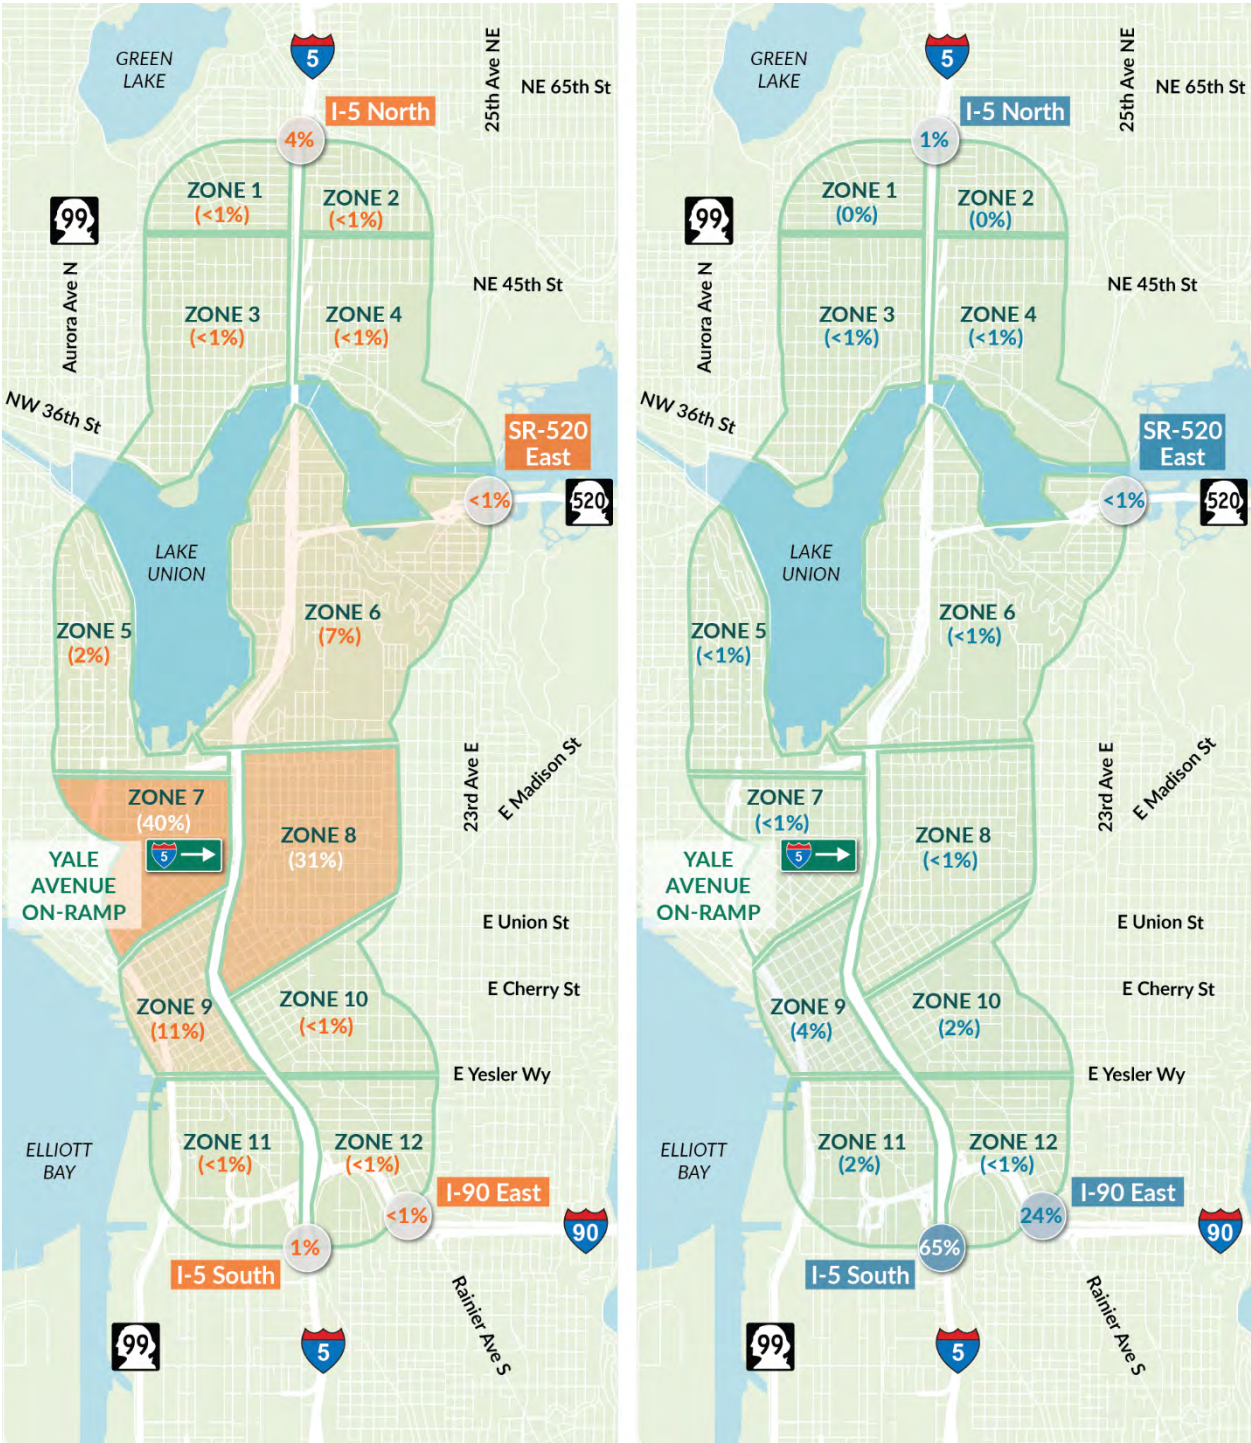 GREEN
LAKE
5
25th Ave NE
NE 65th St
I-5 North
4%
ZONE 1
(<1%)
ZONE 2
(<1%)
99
Aurora Ave N
NE 45th St
ZONE 3
(<1%)
ZONE 4
(<1%)
NW 36th St
SR-520
East
<1%
520
LAKE
UNION
ZONE 5
(2%)
ZONE 6
(7%)
23rd Ave E
E Madison St
ZONE 7
(40%)
5
ZONE 8
(31%)
YALE
AVENUE
ON-RAMP
E Union St
E Cherry St
ZONE 9
(11%)
ZONE 10
(<1%)
E Yesler Wy
ELLIOTT
BAY
ZONE 11
(<1%)
ZONE 12
(<1%)
I-90 East
<1%
90
1%
I-5 South
Rainier Ave S
99
5
GREEN
LAKE
5
25th Ave NE
NE 65th St
I-5 North
1%
ZONE 1
(0%)
ZONE 2
(0%)
99
Aurora Ave N
NE 45th St
ZONE 3
(<1%)
ZONE 4
(<1%)
NW 36th St
SR-520
East
<1%
520
LAKE
UNION
ZONE 5
(<1%)
ZONE 6
(<1%)
23rd Ave E
E Madison St
ZONE 7
(<1%)
5
ZONE 8
(<1%)
YALE
AVENUE
ON-RAMP
E Union St
E Cherry St
ZONE 9
(4%)
ZONE 10
(2%)
E Yesler Wy
ELLIOTT
BAY
ZONE 11
(2%)
ZONE 12
(<1%)
I-90 East
24%
90
65%
I-5 South
Rainier Ave S
99
5